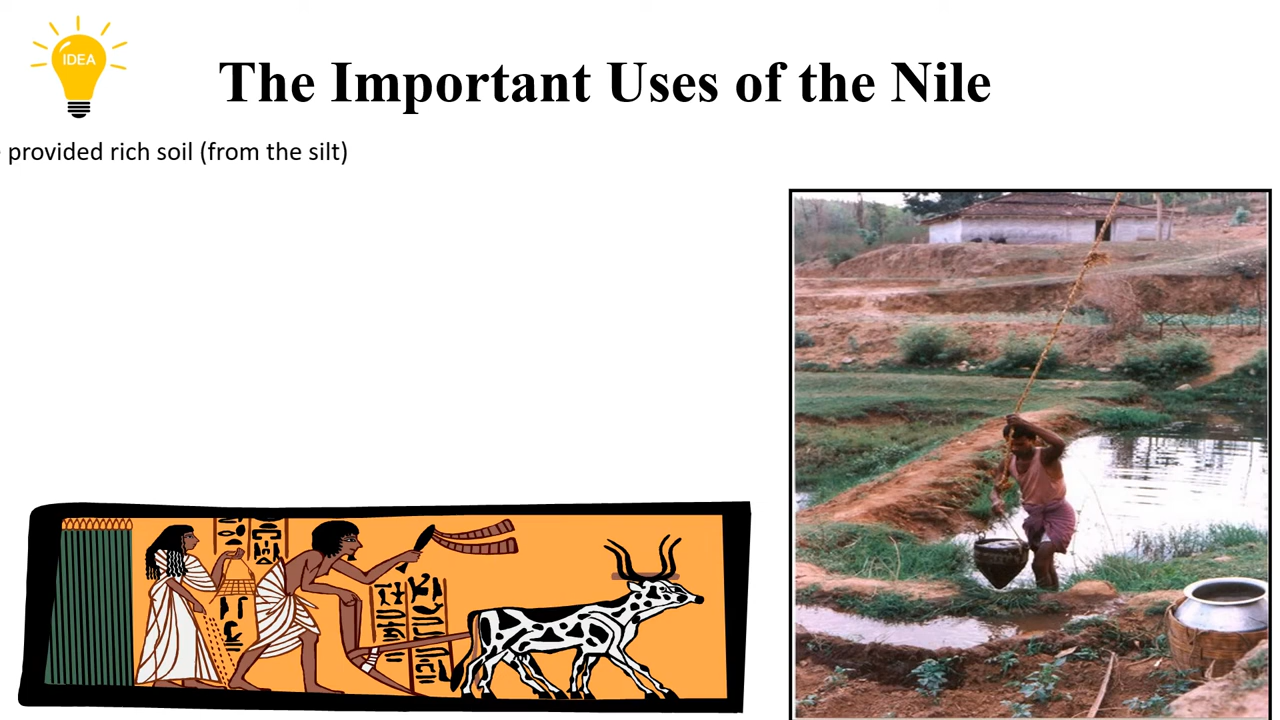 IDEA
The Important Uses of the Nile
provided rich soil (from the silt)